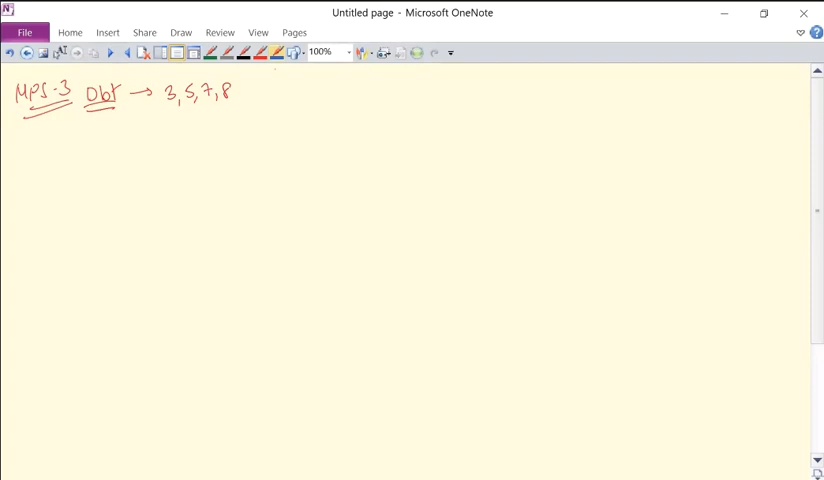 Untitled page - Microsoft OneNote
File Home Insert Share Draw Review View Pages
100%
MPS-3 Obt → 3, 5, 7, 8